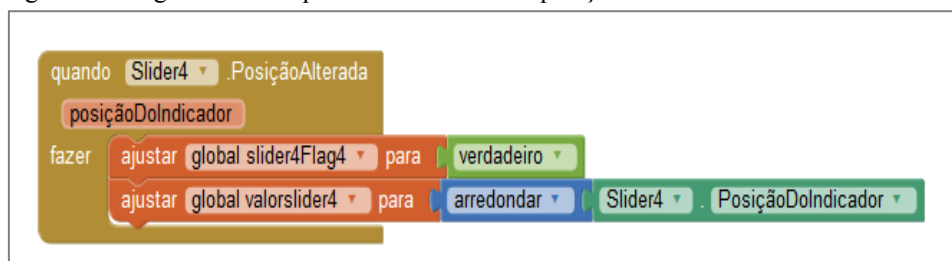 quando Slider4 .PosiçãoAlterada
posiçãoDoIndicador
fazer ajustar global slider4Flag4 para verdadeiro
ajustar global valorslider4 para arredondar Slider4 . PosiçãoDoIndicador